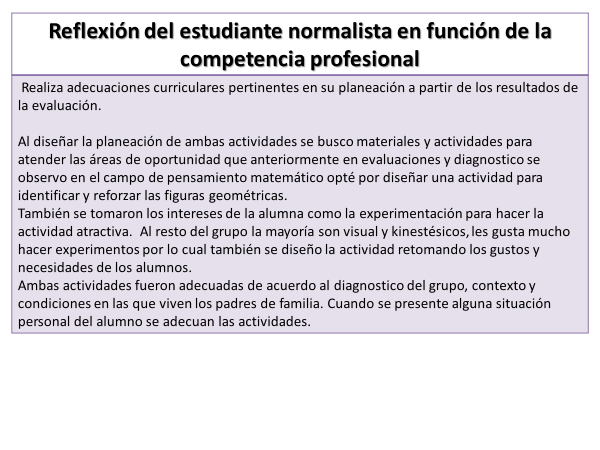 Reflexión del estudiante normalista en función de la
competencia profesional
Realiza adecuaciones curriculares pertinentes en su planeación a partir de los resultados de
la evaluación.
Al diseñar la planeación de ambas actividades se busco materiales y actividades para
atender las áreas de oportunidad que anteriormente en evaluaciones y diagnostico se
observo en el campo de pensamiento matemático opté por diseñar una actividad para
identificar y reforzar las figuras geométricas.
También se tomaron los intereses de la alumna como la experimentación para hacer la
actividad atractiva.  Al resto del grupo la mayoría son visual y kinestésicos, les gusta mucho
hacer experimentos por lo cual también se diseño la actividad retomando los gustos y
necesidades de los alumnos.
Ambas actividades fueron adecuadas de acuerdo al diagnostico del grupo, contexto y
condiciones en las que viven los padres de familia. Cuando se presente alguna situación
personal del alumno se adecuan las actividades.